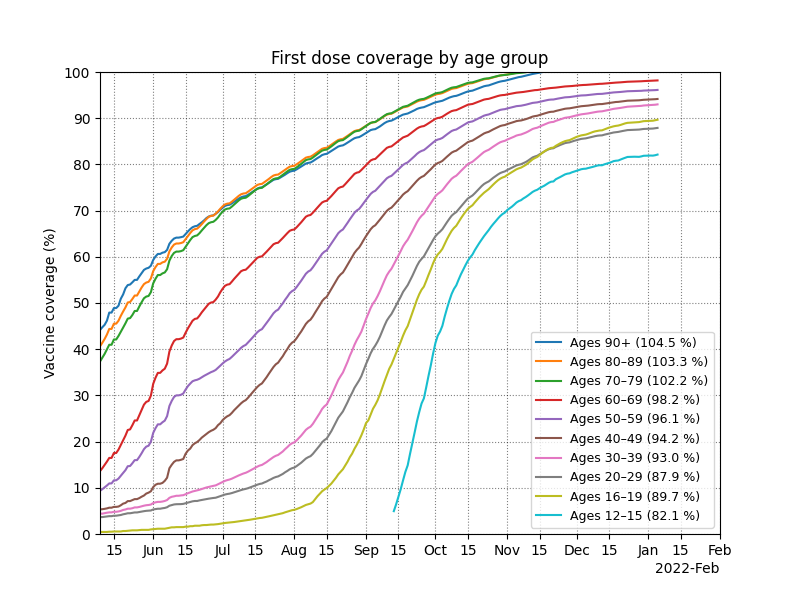 First dose coverage by age group
Vaccine coverage (%)
100
90
80
70
60
50
40
30
20
10
0
Ages 90+ (104.5 %)
Ages 80–89 (103.3 %)
Ages 70–79 (102.2 %)
Ages 60–69 (98.2 %)
Ages 50–59 (96.1 %)
Ages 40–49 (94.2 %)
Ages 30–39 (93.0 %)
Ages 20–29 (87.9 %)
Ages 16–19 (89.7 %)
Ages 12–15 (82.1 %)
15 Jun 15 Jul 15 Aug 15 Sep 15 Oct 15 Nov 15 Dec 15 Jan 15 Feb
2022-Feb